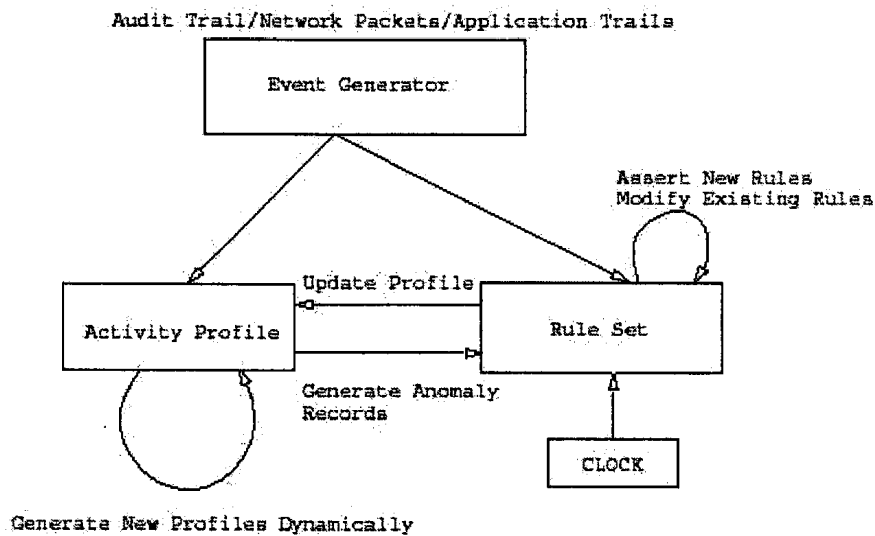 Audit Trail/Network Packets/Application Trails
Event Generator
Assert New Rules
Modify Existing Rules
Update Profile
Activity Profile
Rule Set
Generate Anomaly
Records
CLOCK
Generate New Profiles Dynamically